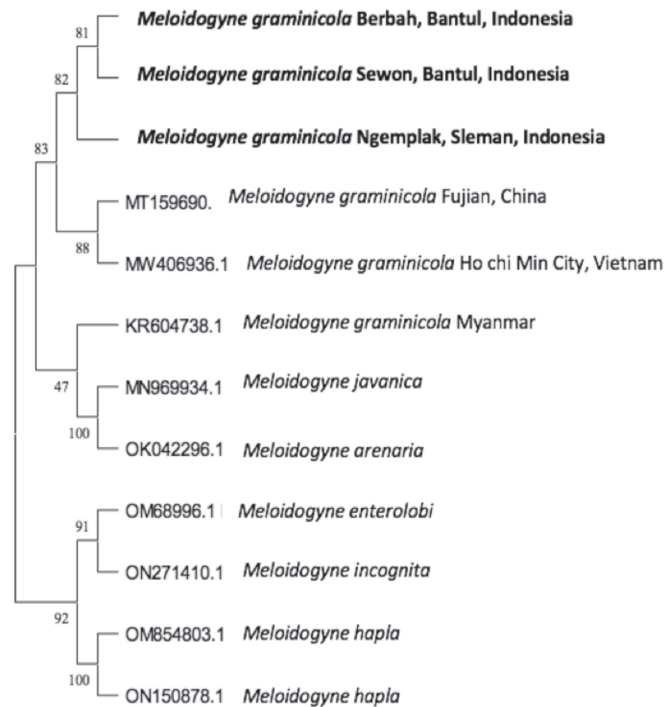 81
Meloidogyne graminicola Berbah, Bantul, Indonesia
82
Meloidogyne graminicola Sewon, Bantul, Indonesia
Meloidogyne graminicola Ngemplak, Sleman, Indonesia
83
MT159690. Meloidogyne graminicola Fujian, China
88
MW406936.1 Meloidogyne graminicola Ho chi Min City, Vietnam
KR604738.1 Meloidogyne graminicola Myanmar
47
MN969934.1 Meloidogyne javanica
100
OK042296.1 Meloidogyne arenaria
OM68996.1 Meloidogyne enterolobi
91
ON271410.1 Meloidogyne incognita
92
OM854803.1 Meloidogyne hapla
100
ON150878.1 Meloidogyne hapla